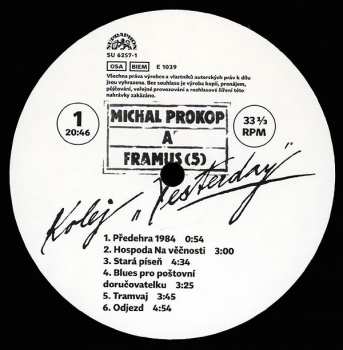 SUPRAPHON
SU 6257-1
OSA BIEM E 1039
Všechna práva výrobce a vlastníků autorských práv k dílu
jsou vyhrazena. Bez souhlasu je výroba kopií, pronájem,
půjčování, veřejné provozování a rozhlasové šíření této
nahrávky zakázáno.
1
20:46
MICHAL PROKOP
A
FRAMUS (5)
33 1/3
RPM
Kolej „Yesterday“
1. Předehra 1984 0:54
2. Hospoda Na věčnosti 3:00
3. Stará píseň 4:34
4. Blues pro poštovní
doručovatelku 3:25
5. Tramvaj 3:45
6. Odjezd 4:54